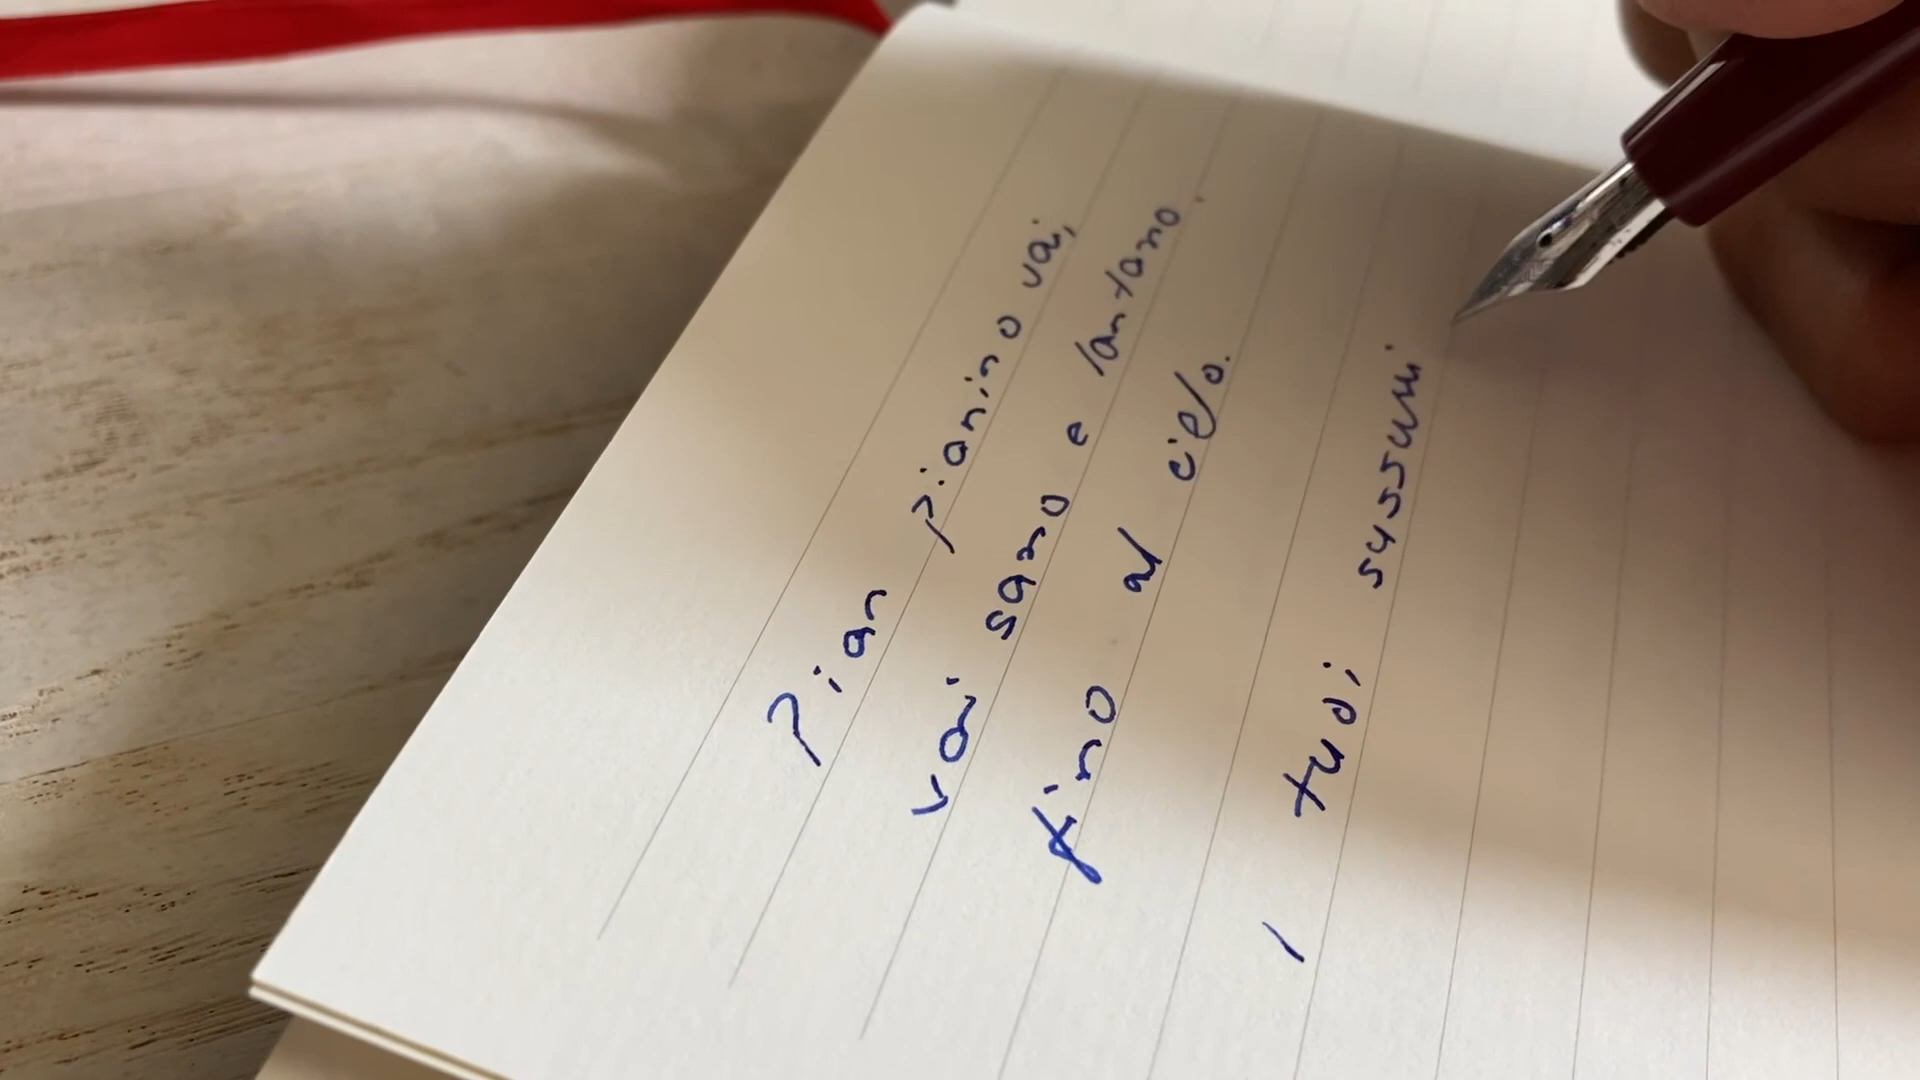 Pian pianino vai,
vai sano e lontano.
fino al cielo.
I tuoi sussurri